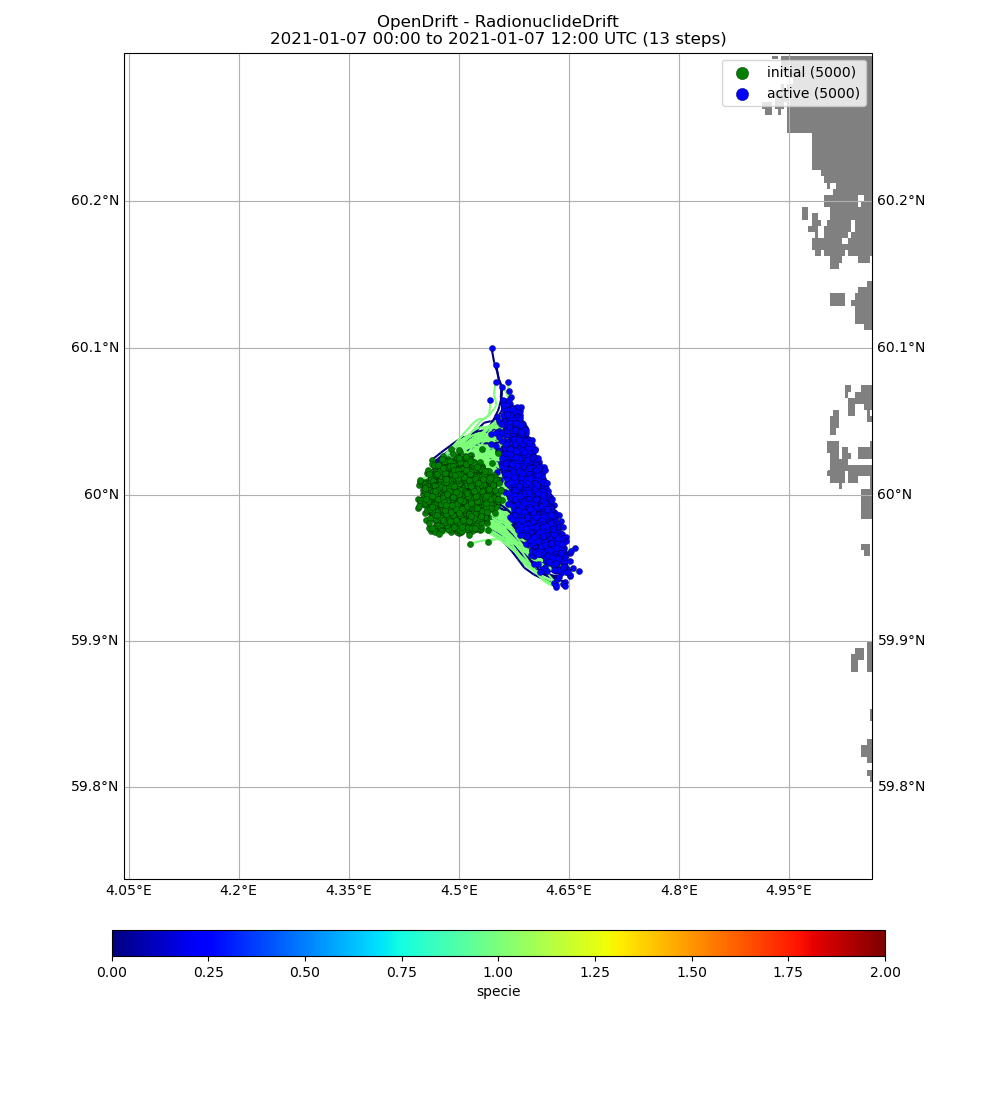 OpenDrift - RadionuclideDrift
2021-01-07 00:00 to 2021-01-07 12:00 UTC (13 steps)
initial (5000)
active (5000)
60.2°N 60.2°N
60.1°N 60.1°N
60°N 60°N
59.9°N 59.9°N
59.8°N 59.8°N
4.05°E 4.2°E 4.35°E 4.5°E 4.65°E 4.8°E 4.95°E
0.00 0.25 0.50 0.75 1.00 1.25 1.50 1.75 2.00
specie